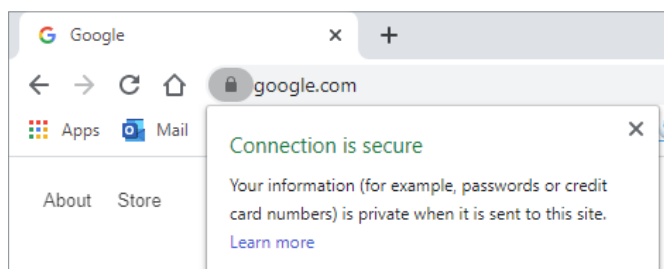 Google
google.com
Apps Mail
Connection is secure
Your information (for example, passwords or credit
card numbers) is private when it is sent to this site.
Learn more
About Store